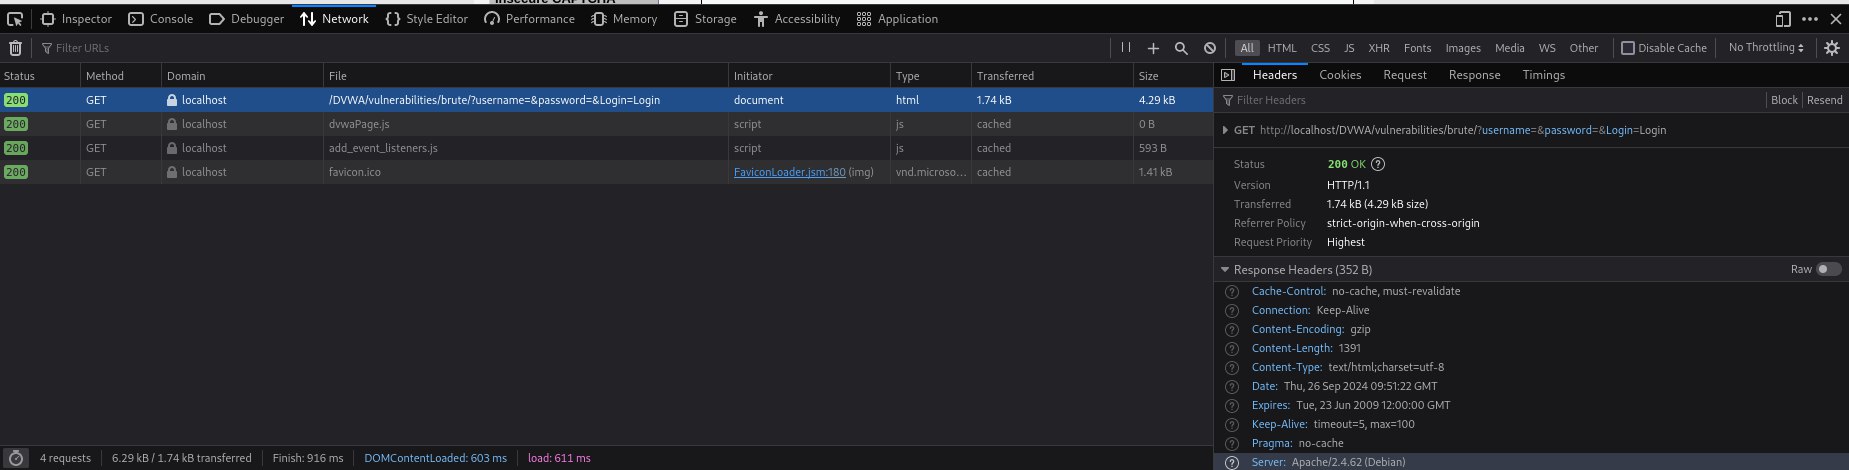 Insecure CAPTCHA
Inspector Console Debugger Network Style Editor Performance Memory Storage Accessibility Application
Filter URLs All HTML CSS JS XHR Fonts Images Media WS Other Disable Cache No Throttling
Status Method Domain File Initiator Type Transferred Size
200 GET localhost /DVWA/vulnerabilities/brute/?username=&password=&Login=Login document html 1.74 kB 4.29 kB
200 GET localhost dvwaPage.js script js cached 0 B
200 GET localhost add_event_listeners.js script js cached 593 B
200 GET localhost favicon.ico FaviconLoader.jsm:180 (img) vnd.microso... cached 1.41 kB
4 requests 6.29 kB / 1.74 kB transferred Finish: 916 ms DOMContentLoaded: 603 ms load: 611 ms
Headers Cookies Request Response Timings
Filter Headers Block Resend
GET http://localhost/DVWA/vulnerabilities/brute/?username=&password=&Login=Login
Status 200 OK ?
Version HTTP/1.1
Transferred 1.74 kB (4.29 kB size)
Referrer Policy strict-origin-when-cross-origin
Request Priority Highest
Response Headers (352 B) Raw
? Cache-Control: no-cache, must-revalidate
? Connection: Keep-Alive
? Content-Encoding: gzip
? Content-Length: 1391
? Content-Type: text/html;charset=utf-8
? Date: Thu, 26 Sep 2024 09:51:22 GMT
? Expires: Tue, 23 Jun 2009 12:00:00 GMT
? Keep-Alive: timeout=5, max=100
? Pragma: no-cache
? Server: Apache/2.4.62 (Debian)